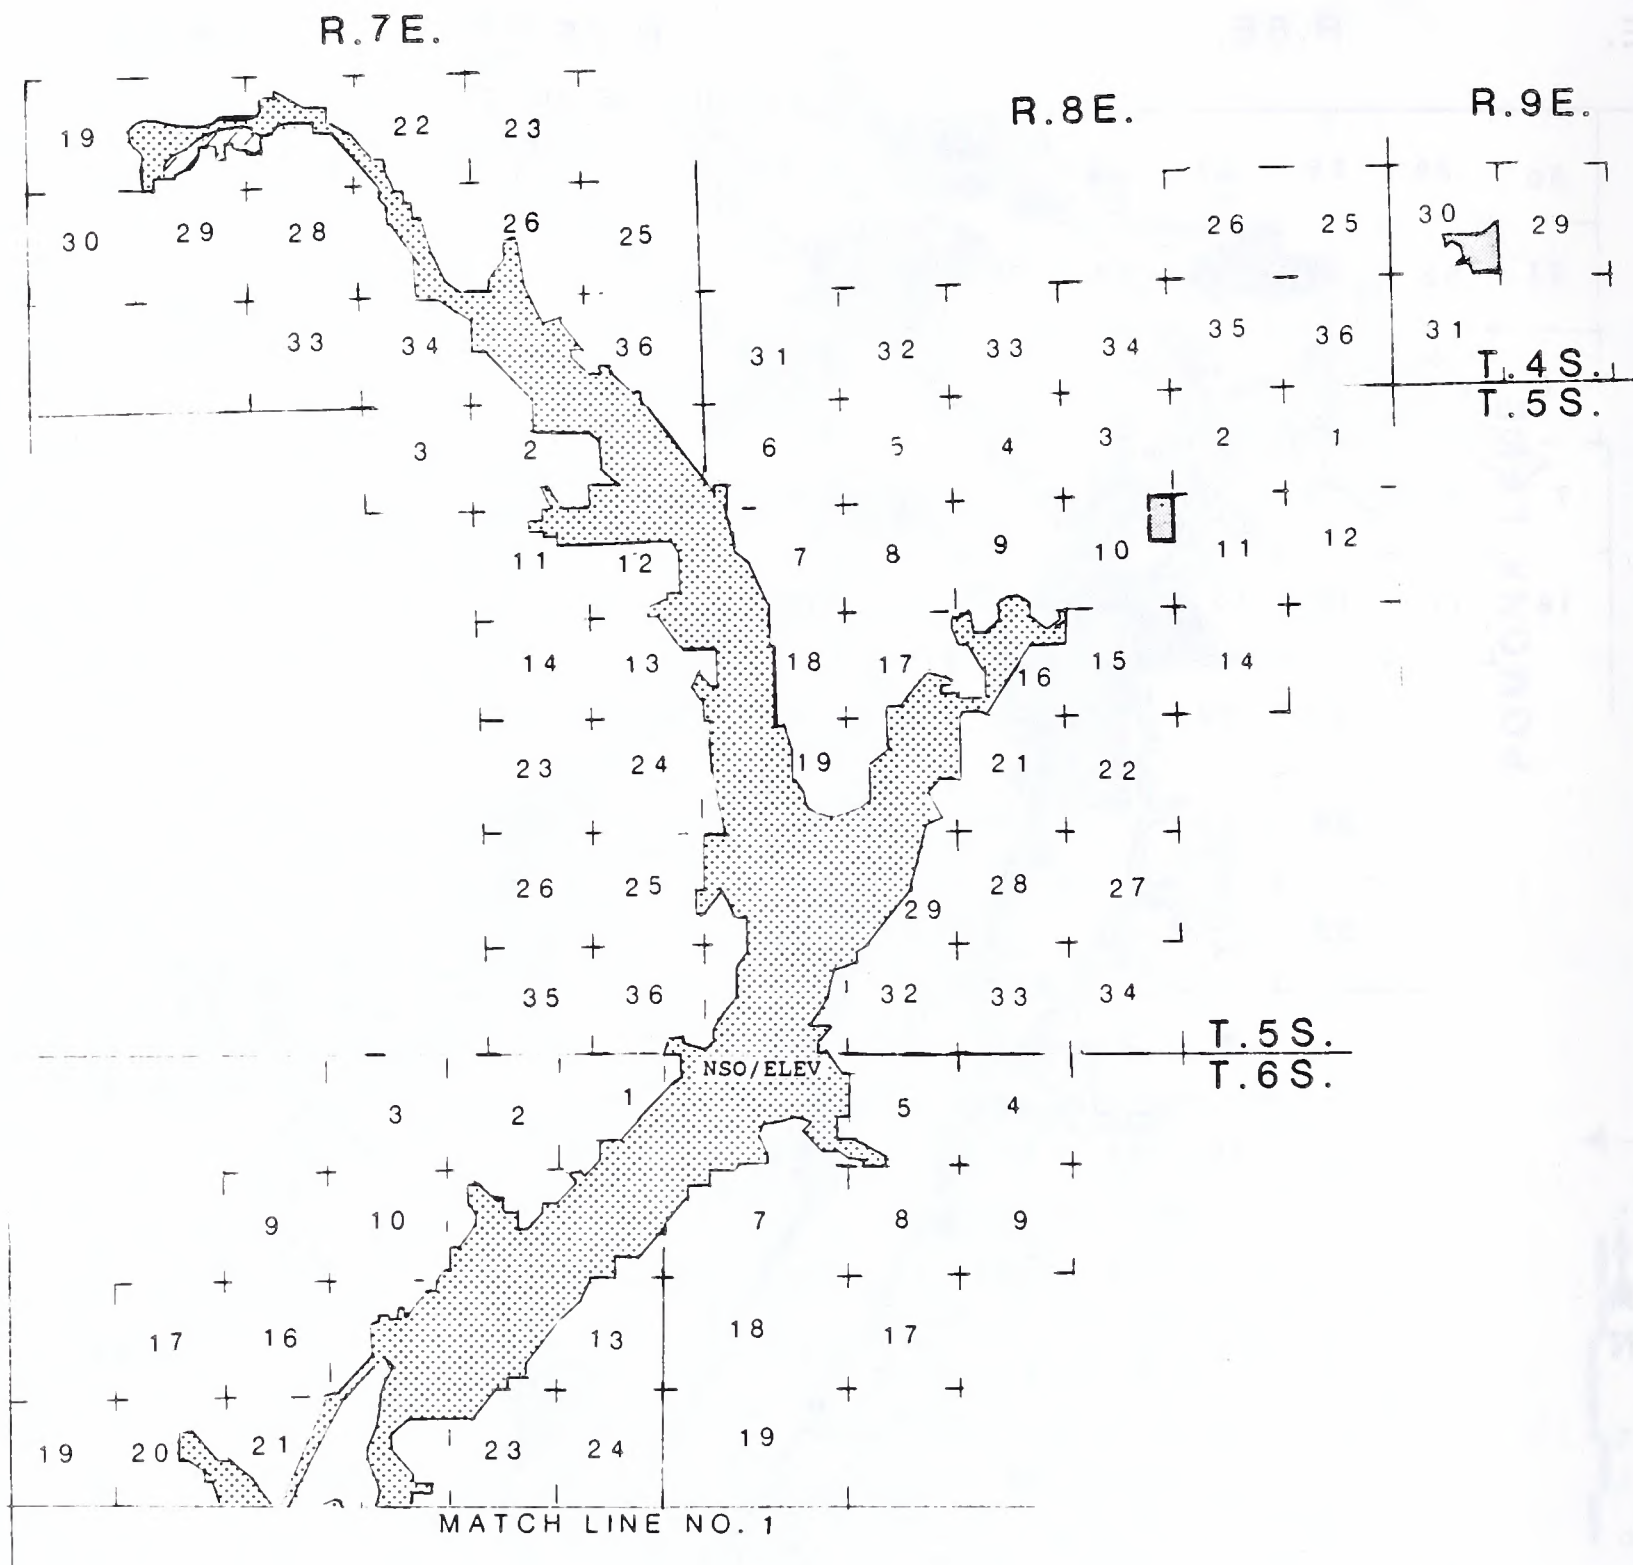 R.7E.
R.8E.
R.9E.
19 22 23
30 29 28 26 25 26 25 30 29
33 34 36 31 32 33 34 35 36 31
T.4S.
T.5S.
3 2 6 5 4 3 2 1
11 12 7 8 9 10 11 12
14 13 18 17 16 15 14
23 24 19 21 22
26 25 29 28 27
35 36 32 33 34
T.5S.
NSO/ELEV
T.6S.
3 2 1 5 4
9 10 7 8 9
17 16 13 18 17
19 20 21 23 24 19
MATCH LINE NO. 1